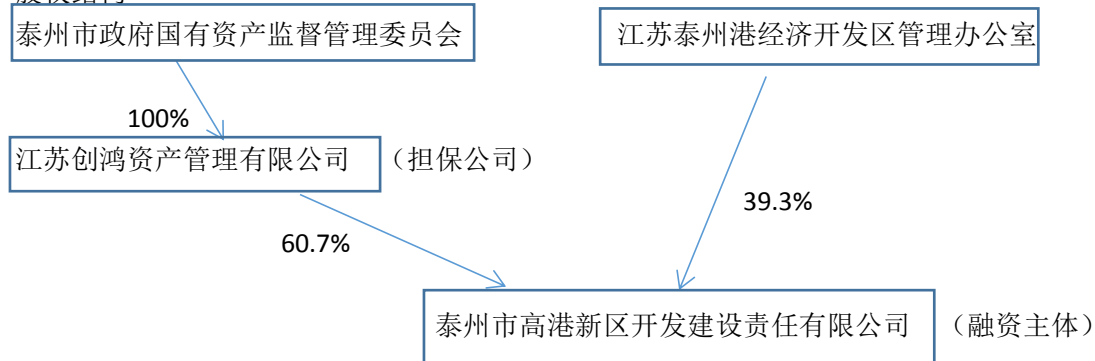 泰州市政府国有资产监督管理委员会
江苏泰州港经济开发区管理办公室
100%
江苏创鸿资产管理有限公司
（担保公司）
39.3%
60.7%
泰州市高港新区开发建设责任有限公司
（融资主体）